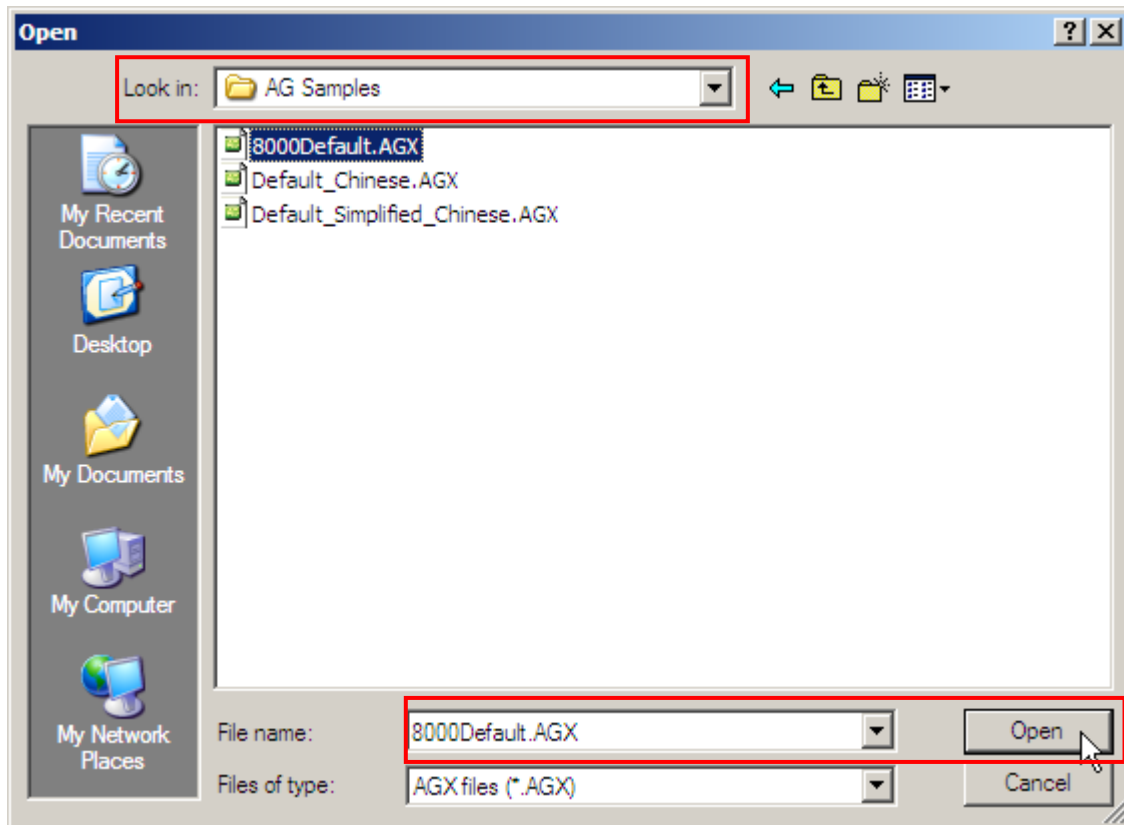 Open
Look in: AG Samples
8000Default.AGX
Default_Chinese.AGX
Default_Simplified_Chinese.AGX
My Recent
Documents
Desktop
My Documents
My Computer
My Network
Places
File name: 8000Default.AGX Open
Files of type: AGX files (*.AGX) Cancel